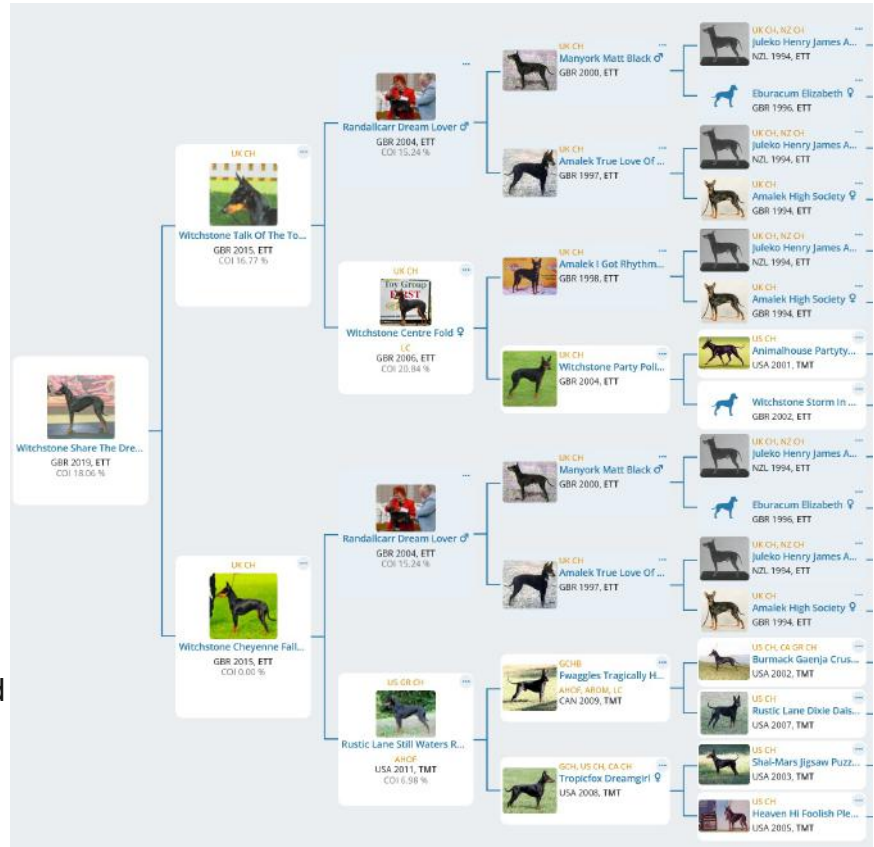 UK CH, NZ CH
Juleko Henry James A...
NZL 1994, ETT
UK CH
Manyork Matt Black ♂
GBR 2000, ETT
Eburacum Elizabeth ♀
GBR 1996, ETT
Randallcarr Dream Lover ♂
GBR 2004, ETT
COI 15.24 %
UK CH, NZ CH
Juleko Henry James A...
NZL 1994, ETT
UK CH
Amalek True Love Of ...
GBR 1997, ETT
UK CH
Amalek High Society ♀
GBR 1994, ETT
UK CH
Witchstone Talk Of The To...
GBR 2015, ETT
COI 16.77 %
UK CH, NZ CH
Juleko Henry James A...
NZL 1994, ETT
UK CH
Amalek I Got Rhythm...
GBR 1998, ETT
UK CH
Amalek High Society ♀
GBR 1994, ETT
UK CH
Toy Group
FIRST
Witchstone Centre Fold ♀
LC
GBR 2006, ETT
COI 20.84 %
US CH
Animalhouse Partyty...
USA 2001, TMT
UK CH
Witchstone Party Poli...
GBR 2004, ETT
Witchstone Storm In ...
GBR 2002, ETT
Witchstone Share The Dre...
GBR 2019, ETT
COI 18.06 %
UK CH, NZ CH
Juleko Henry James A...
NZL 1994, ETT
UK CH
Manyork Matt Black ♂
GBR 2000, ETT
Eburacum Elizabeth ♀
GBR 1996, ETT
Randallcarr Dream Lover ♂
GBR 2004, ETT
COI 15.24 %
UK CH, NZ CH
Juleko Henry James A...
NZL 1994, ETT
UK CH
Amalek True Love Of ...
GBR 1997, ETT
UK CH
Amalek High Society ♀
GBR 1994, ETT
UK CH
Witchstone Cheyenne Fall...
GBR 2015, ETT
COI 0.00 %
d
US CH, CA GR CH
Burmack Gaenja Crus...
USA 2002, TMT
GCHB
Fwaggles Tragically H...
AHOF, AROM, LC
CAN 2009, TMT
US CH
Rustic Lane Dixie Dais...
USA 2007, TMT
US GR CH
Rustic Lane Still Waters R...
AHOF
USA 2011, TMT
COI 6.98 %
US CH
Shal-Mars Jigsaw Puzz...
USA 2003, TMT
GCH, US CH, CA CH
Tropicfox Dreamgirl ♀
USA 2008, TMT
US CH
Heaven Hi Foolish Ple...
USA 2005, TMT